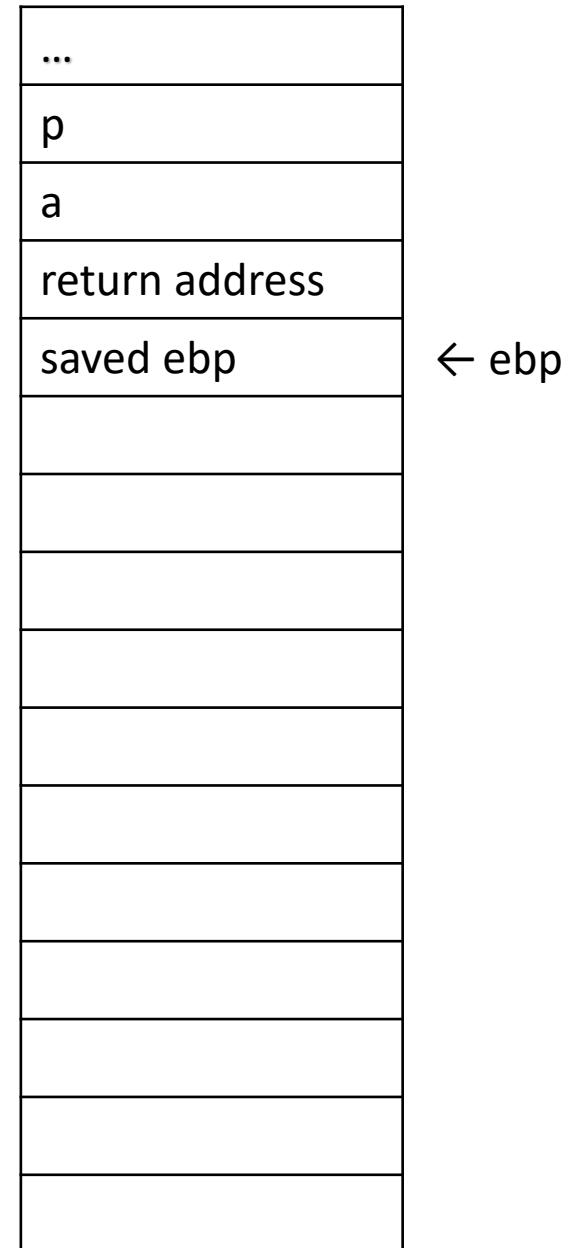 ...
p
a
return address
saved ebp ← ebp